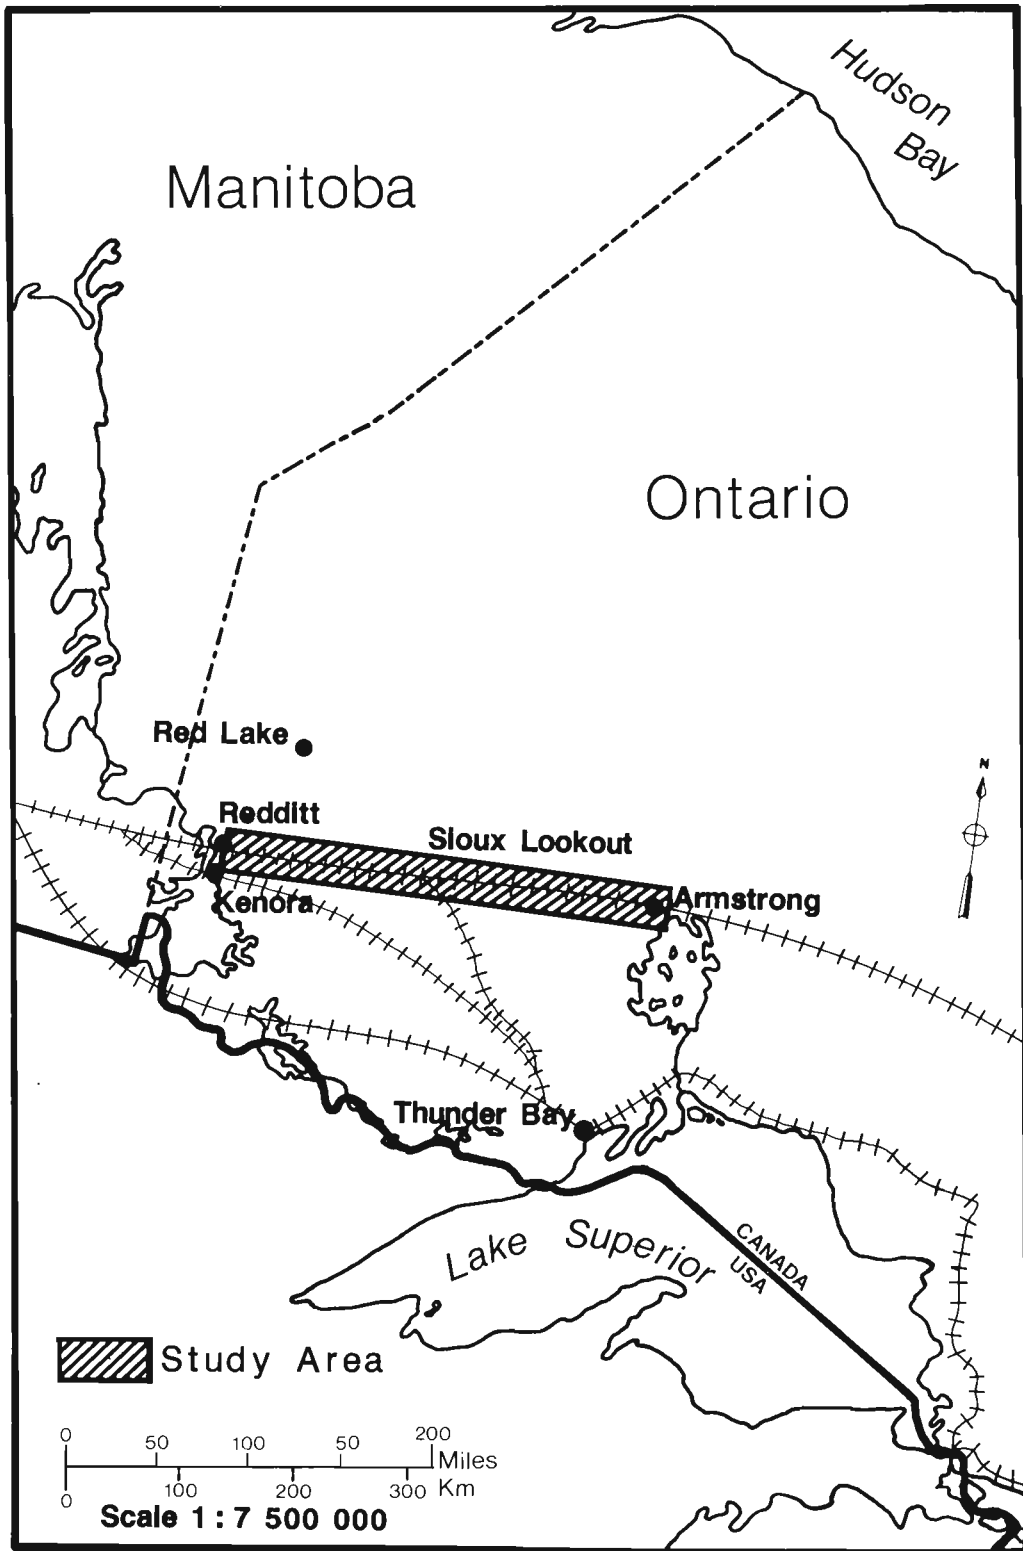 Hudson
Bay
Manitoba
Ontario
Red Lake
N
Redditt
Sioux Lookout
Armstrong
Kenora
Thunder Bay
Lake Superior
CANADA
USA
Study Area
0 50 100 50 200
Miles
0 100 200 300 Km
Scale 1 : 7 500 000